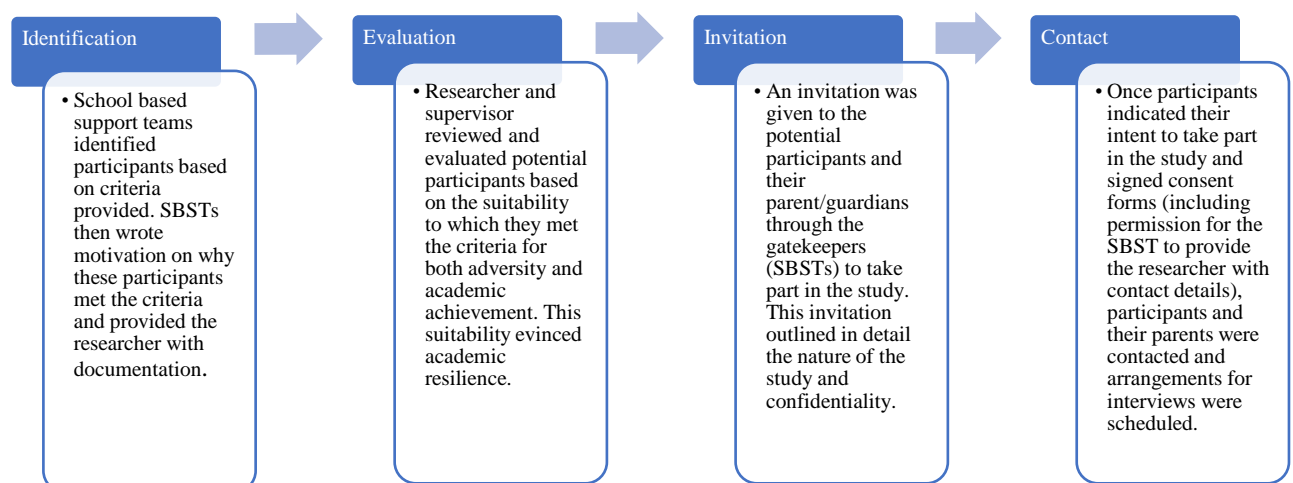 Identification
• School based
support teams
identified
participants based
on criteria
provided. SBSTs
then wrote
motivation on why
these participants
met the criteria
and provided the
researcher with
documentation.
Evaluation
• Researcher and
supervisor
reviewed and
evaluated potential
participants based
on the suitability
to which they met
the criteria for
both adversity and
academic
achievement. This
suitability evinced
academic
resilience.
Invitation
• An invitation was
given to the
potential
participants and
their
parent/guardians
through the
gatekeepers
(SBSTs) to take
part in the study.
This invitation
outlined in detail
the nature of the
study and
confidentiality.
Contact
• Once participants
indicated their
intent to take part
in the study and
signed consent
forms (including
permission for the
SBST to provide
the researcher with
contact details),
participants and
their parents were
contacted and
arrangements for
interviews were
scheduled.